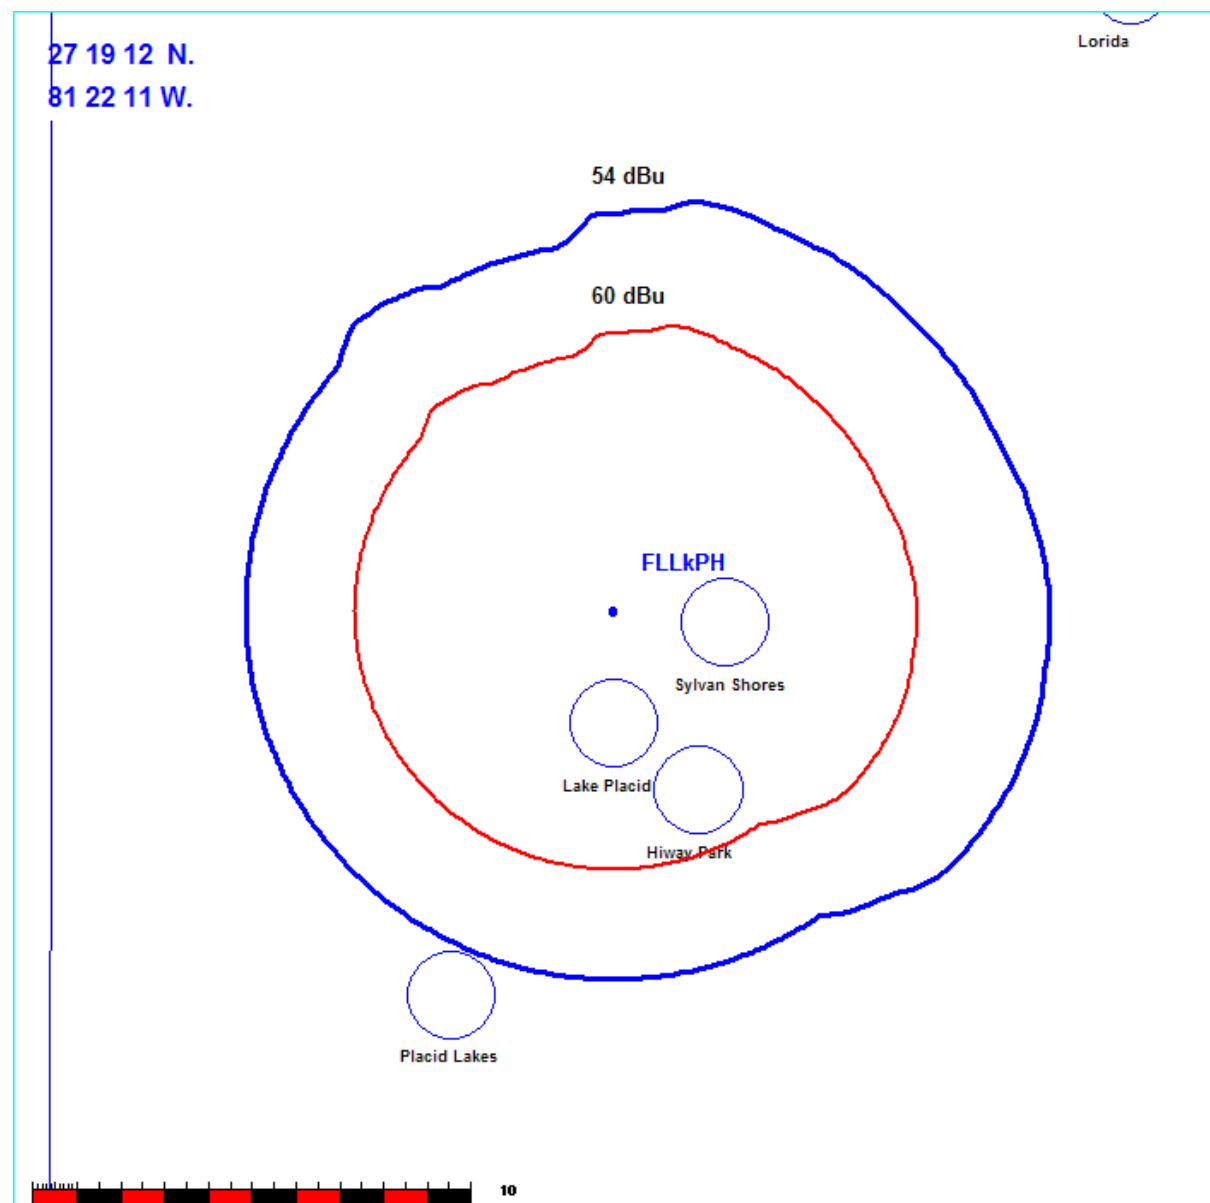 Lorida
27 19 12 N.
81 22 11 W.
54 dBu
60 dBu
FLLkPH
Sylvan Shores
Lake Placid
Hiway Park
Placid Lakes
10